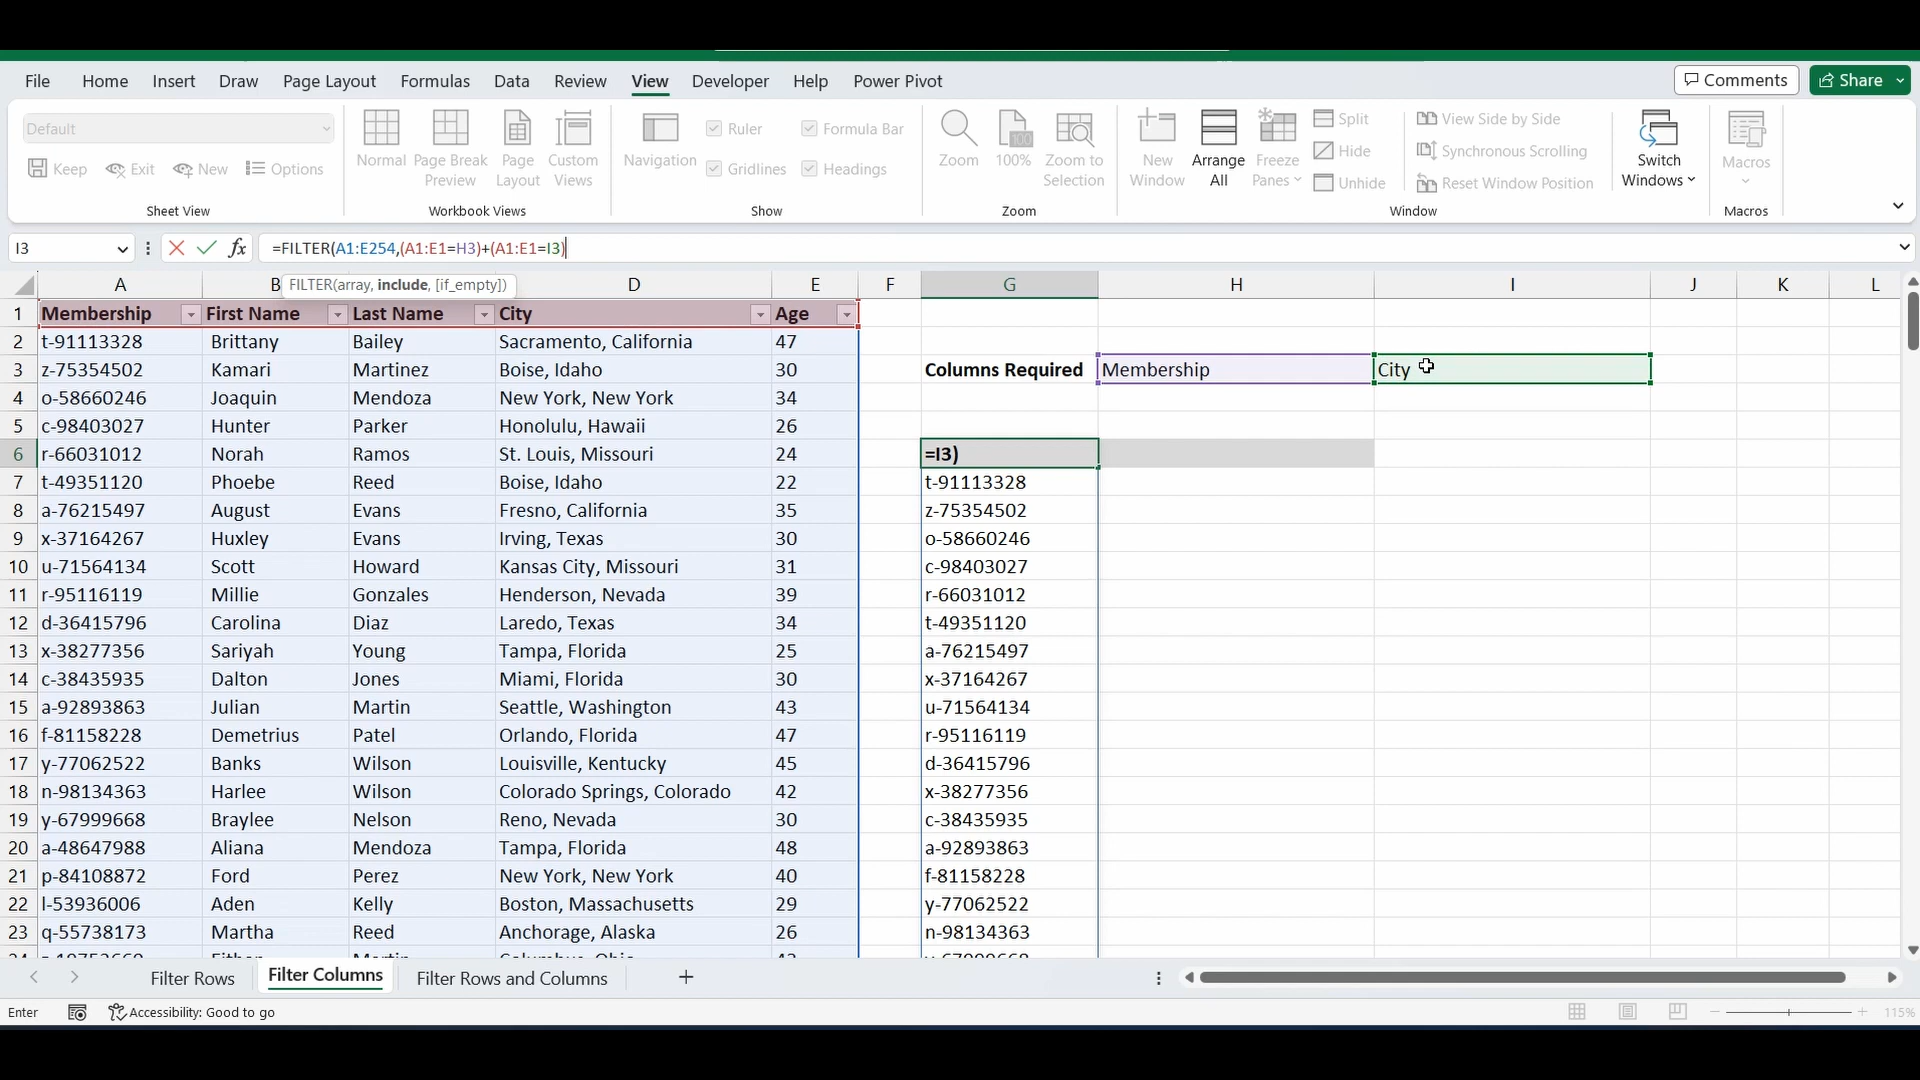 File Home Insert Draw Page Layout Formulas Data Review View Developer Help Power Pivot Comments Share
Default
Keep Exit New Options
Sheet View
Normal Page Break Preview Page Layout Custom Views
Workbook Views
Navigation Ruler Formula Bar
Gridlines Headings
Show
Zoom 100% Zoom to Selection
Zoom
New Window Arrange All Freeze Panes Split Hide Unhide
View Side by Side
Synchronous Scrolling
Reset Window Position
Switch Windows
Window
Macros
Macros
I3 fx =FILTER(A1:E254,(A1:E1=H3)+(A1:E1=I3)
FILTER(array, include, [if_empty])
A B D E F G H I J K L
1 Membership First Name Last Name City Age
2 t-91113328 Brittany Bailey Sacramento, California 47
3 z-75354502 Kamari Martinez Boise, Idaho 30 Columns Required Membership City
4 o-58660246 Joaquin Mendoza New York, New York 34
5 c-98403027 Hunter Parker Honolulu, Hawaii 26
6 r-66031012 Norah Ramos St. Louis, Missouri 24 =I3)
7 t-49351120 Phoebe Reed Boise, Idaho 22 t-91113328
8 a-76215497 August Evans Fresno, California 35 z-75354502
9 x-37164267 Huxley Evans Irving, Texas 30 o-58660246
10 u-71564134 Scott Howard Kansas City, Missouri 31 c-98403027
11 r-95116119 Millie Gonzales Henderson, Nevada 39 r-66031012
12 d-36415796 Carolina Diaz Laredo, Texas 34 t-49351120
13 x-38277356 Sariyah Young Tampa, Florida 25 a-76215497
14 c-38435935 Dalton Jones Miami, Florida 30 x-37164267
15 a-92893863 Julian Martin Seattle, Washington 43 u-71564134
16 f-81158228 Demetrius Patel Orlando, Florida 47 r-95116119
17 y-77062522 Banks Wilson Louisville, Kentucky 45 d-36415796
18 n-98134363 Harlee Wilson Colorado Springs, Colorado 42 x-38277356
19 y-67999668 Braylee Nelson Reno, Nevada 30 c-38435935
20 a-48647988 Aliana Mendoza Tampa, Florida 48 a-92893863
21 p-84108872 Ford Perez New York, New York 40 f-81158228
22 l-53936006 Aden Kelly Boston, Massachusetts 29 y-77062522
23 q-55738173 Martha Reed Anchorage, Alaska 26 n-98134363
Filter Rows Filter Columns Filter Rows and Columns
Enter Accessibility: Good to go 115%